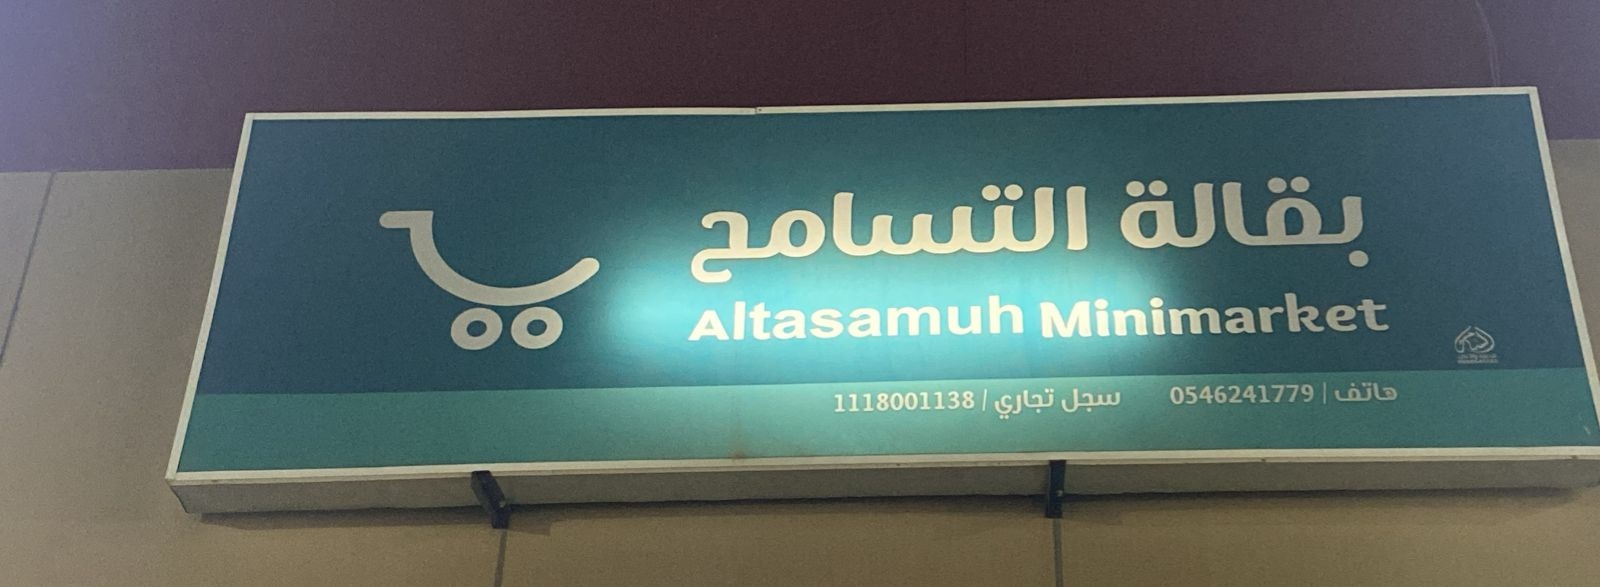 بقالة التسامح
Altasamuh Minimarket
هاتف | 0546241779 سجل تجاري | 1118001138